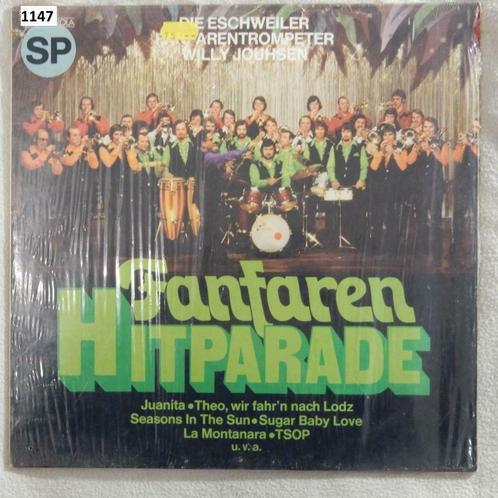 1147
SP
DIE ESCHWEILER
FANFARENTROMPETER
WILLY JOUHSEN
Fanfaren
HITPARADE
Juanita • Theo, wir fahr'n nach Lodz
Seasons In The Sun • Sugar Baby Love
La Montanara • TSOP
u.v.a.